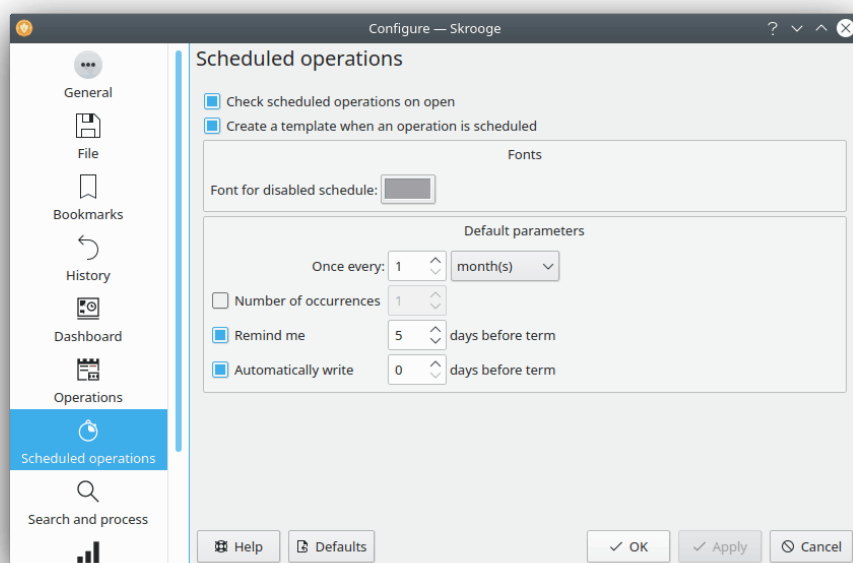 Configure — Skrooge
General
File
Bookmarks
History
Dashboard
Operations
Scheduled operations
Search and process
Scheduled operations
Check scheduled operations on open
Create a template when an operation is scheduled
Fonts
Font for disabled schedule:
Default parameters
Once every: 1 month(s)
Number of occurrences 1
Remind me 5 days before term
Automatically write 0 days before term
Help Defaults OK Apply Cancel